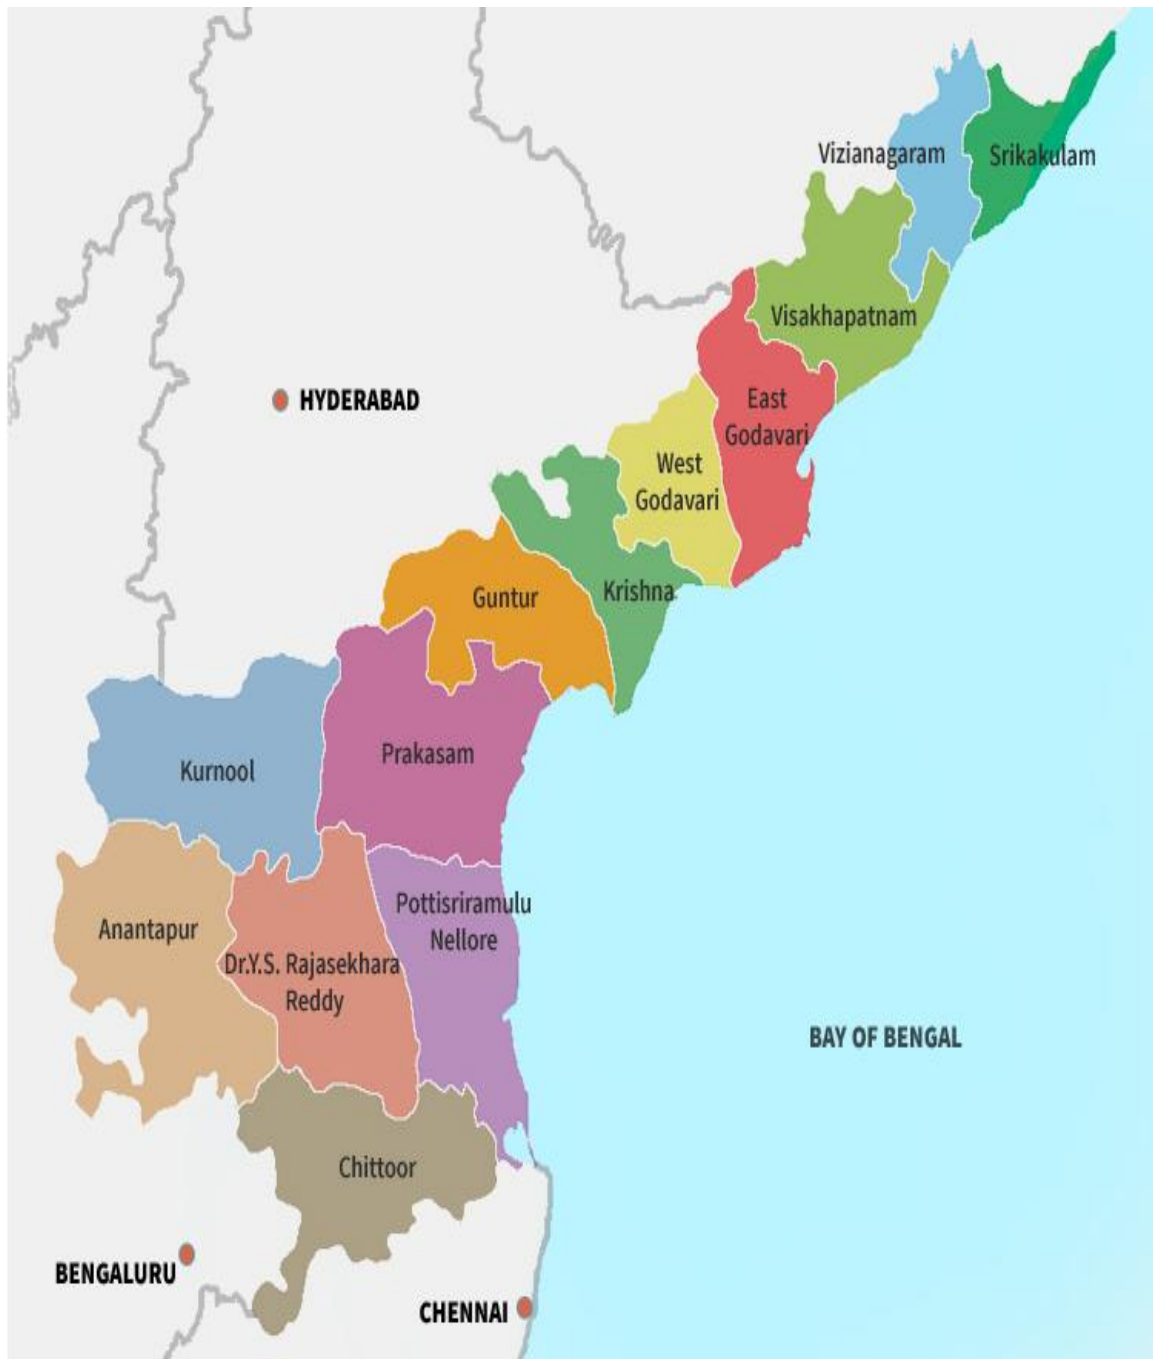 Vizianagaram
Srikakulam
Visakhapatnam
HYDERABAD
East
Godavari
West
Godavari
Krishna
Guntur
Prakasam
Kurnool
Pottisriramulu
Nellore
Anantapur
Dr.Y.S. Rajasekhara
Reddy
BAY OF BENGAL
Chittoor
BENGALURU
CHENNAI